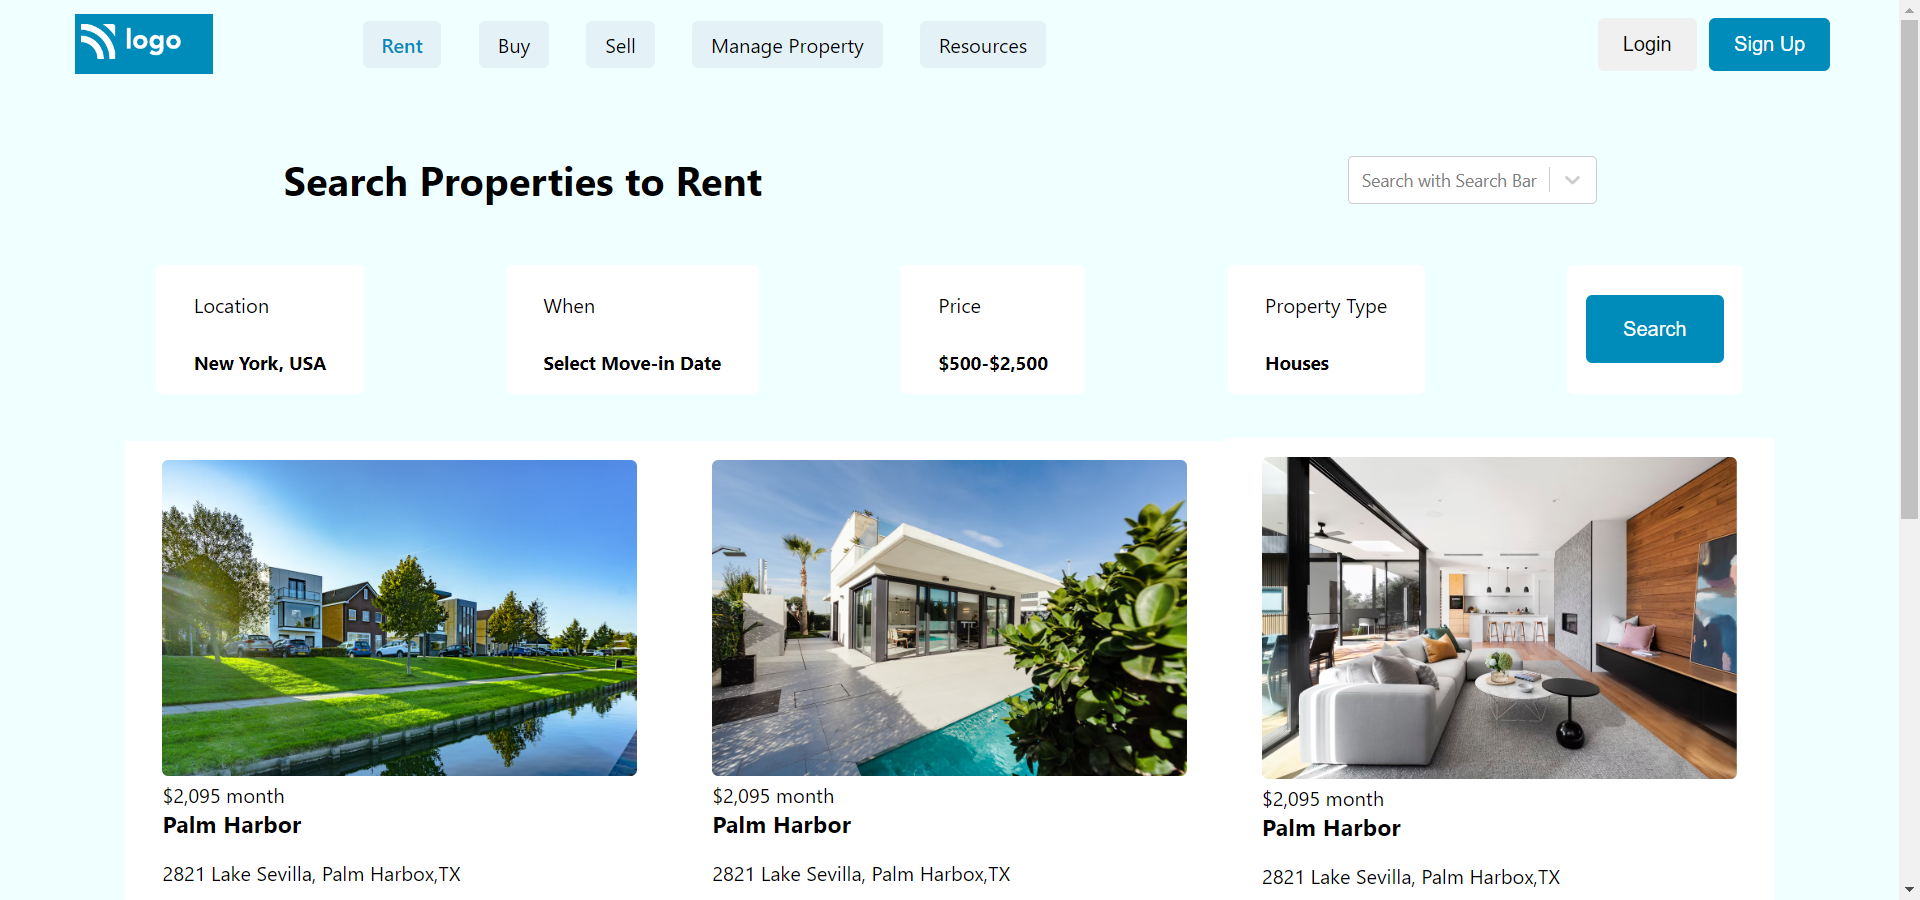 logo
Rent
Buy
Sell
Manage Property
Resources
Login
Sign Up
Search Properties to Rent
Search with Search Bar
Location
New York, USA
When
Select Move-in Date
Price
$500-$2,500
Property Type
Houses
Search
$2,095 month
Palm Harbor
2821 Lake Sevilla, Palm Harbox,TX
$2,095 month
Palm Harbor
2821 Lake Sevilla, Palm Harbox,TX
$2,095 month
Palm Harbor
2821 Lake Sevilla, Palm Harbox,TX